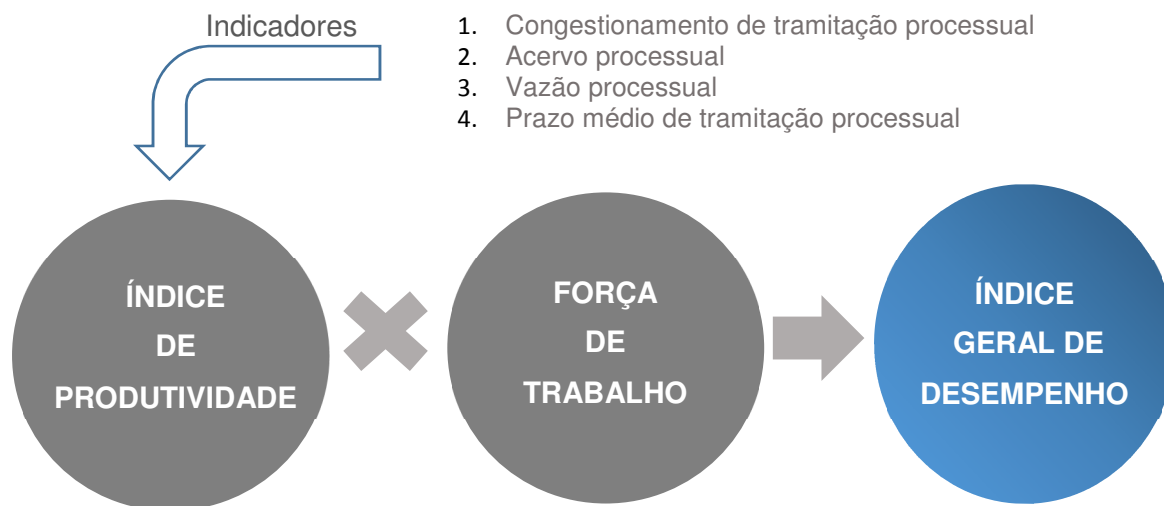 Indicadores
1. Congestionamento de tramitação processual
2. Acervo processual
3. Vazão processual
4. Prazo médio de tramitação processual
ÍNDICE
DE
PRODUTIVIDADE
FORÇA
DE
TRABALHO
ÍNDICE
GERAL DE
DESEMPENHO